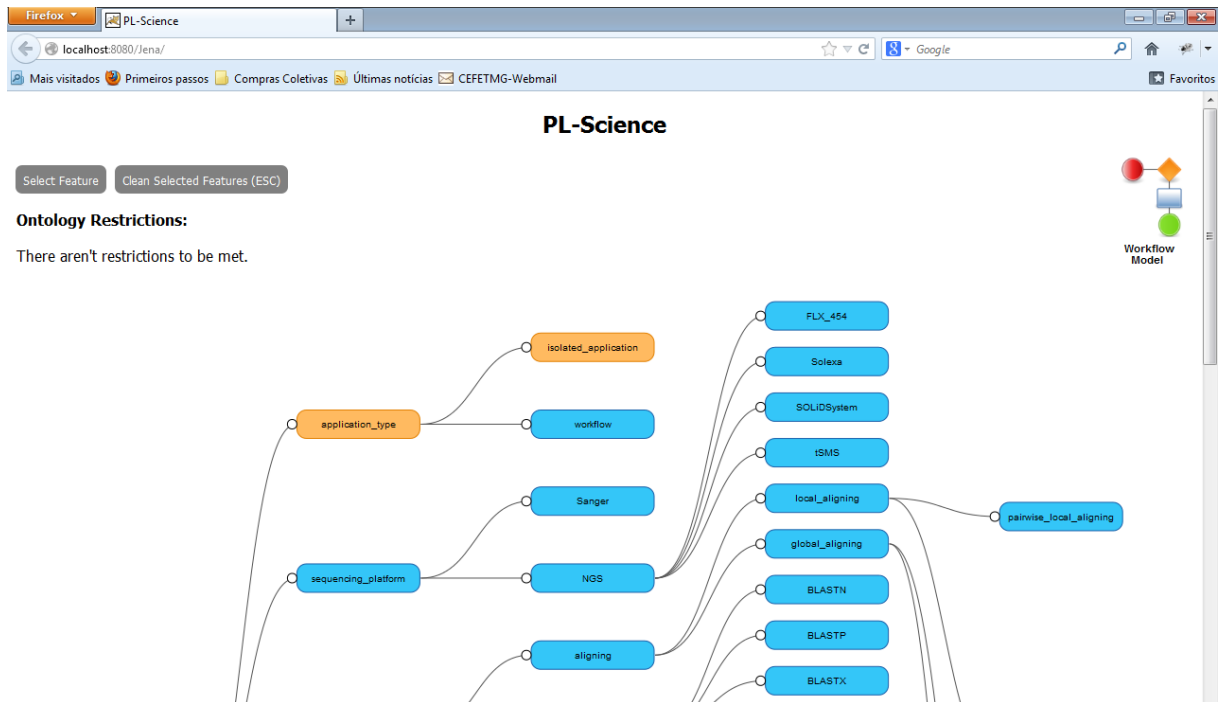 Firefox
PL-Science
localhost:8080/Jena/
Google
Mais visitados Primeiros passos Compras Coletivas Últimas notícias CEFETMG-Webmail Favoritos
PL-Science
Select Feature Clean Selected Features (ESC)
Ontology Restrictions:
There aren't restrictions to be met.
Workflow
Model
FLX_454
isolated_application
Solexa
SOLiDSystem
application_type
workflow
tSMS
Sanger
local_aligning
pairwise_local_aligning
global_aligning
sequencing_platform
NGS
BLASTN
BLASTP
aligning
BLASTX